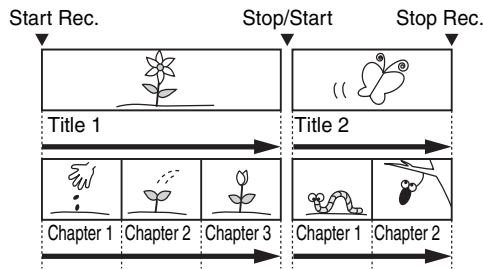 Start Rec. Stop/Start Stop Rec.
Title 1 Title 2
Chapter 1 Chapter 2 Chapter 3 Chapter 1 Chapter 2